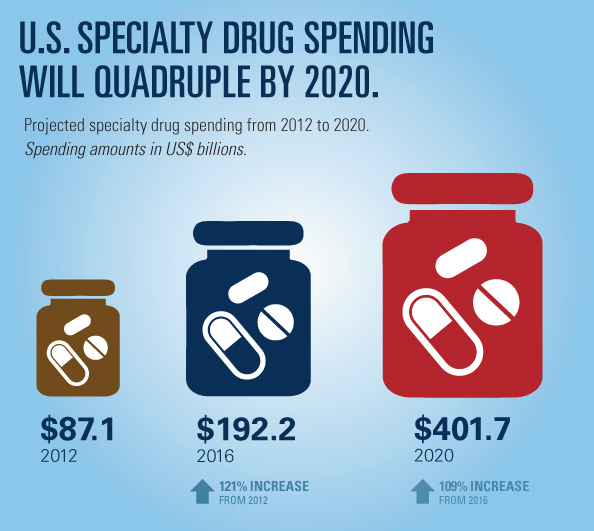 U.S. SPECIALTY DRUG SPENDING
WILL QUADRUPLE BY 2020.
Projected specialty drug spending from 2012 to 2020.
Spending amounts in US$ billions.
$87.1
2012
$192.2
2016
121% INCREASE
FROM 2012
$401.7
2020
109% INCREASE
FROM 2016